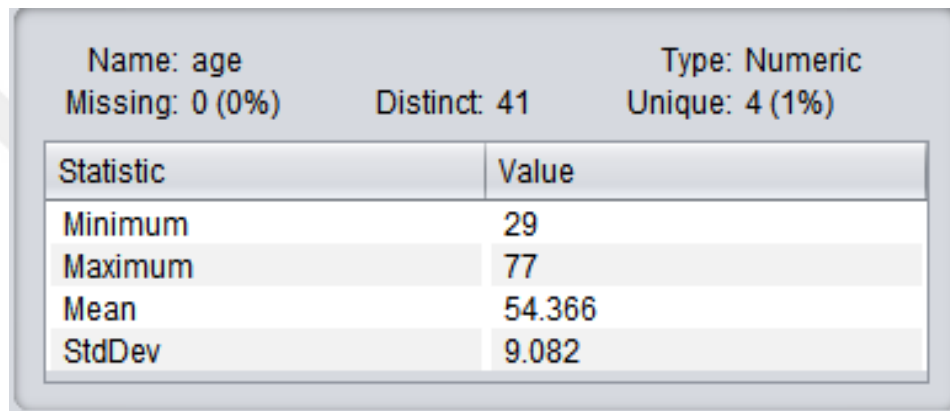 Name: age Type: Numeric
Missing: 0 (0%) Distinct: 41 Unique: 4 (1%)
Statistic Value
Minimum 29
Maximum 77
Mean 54.366
StdDev 9.082